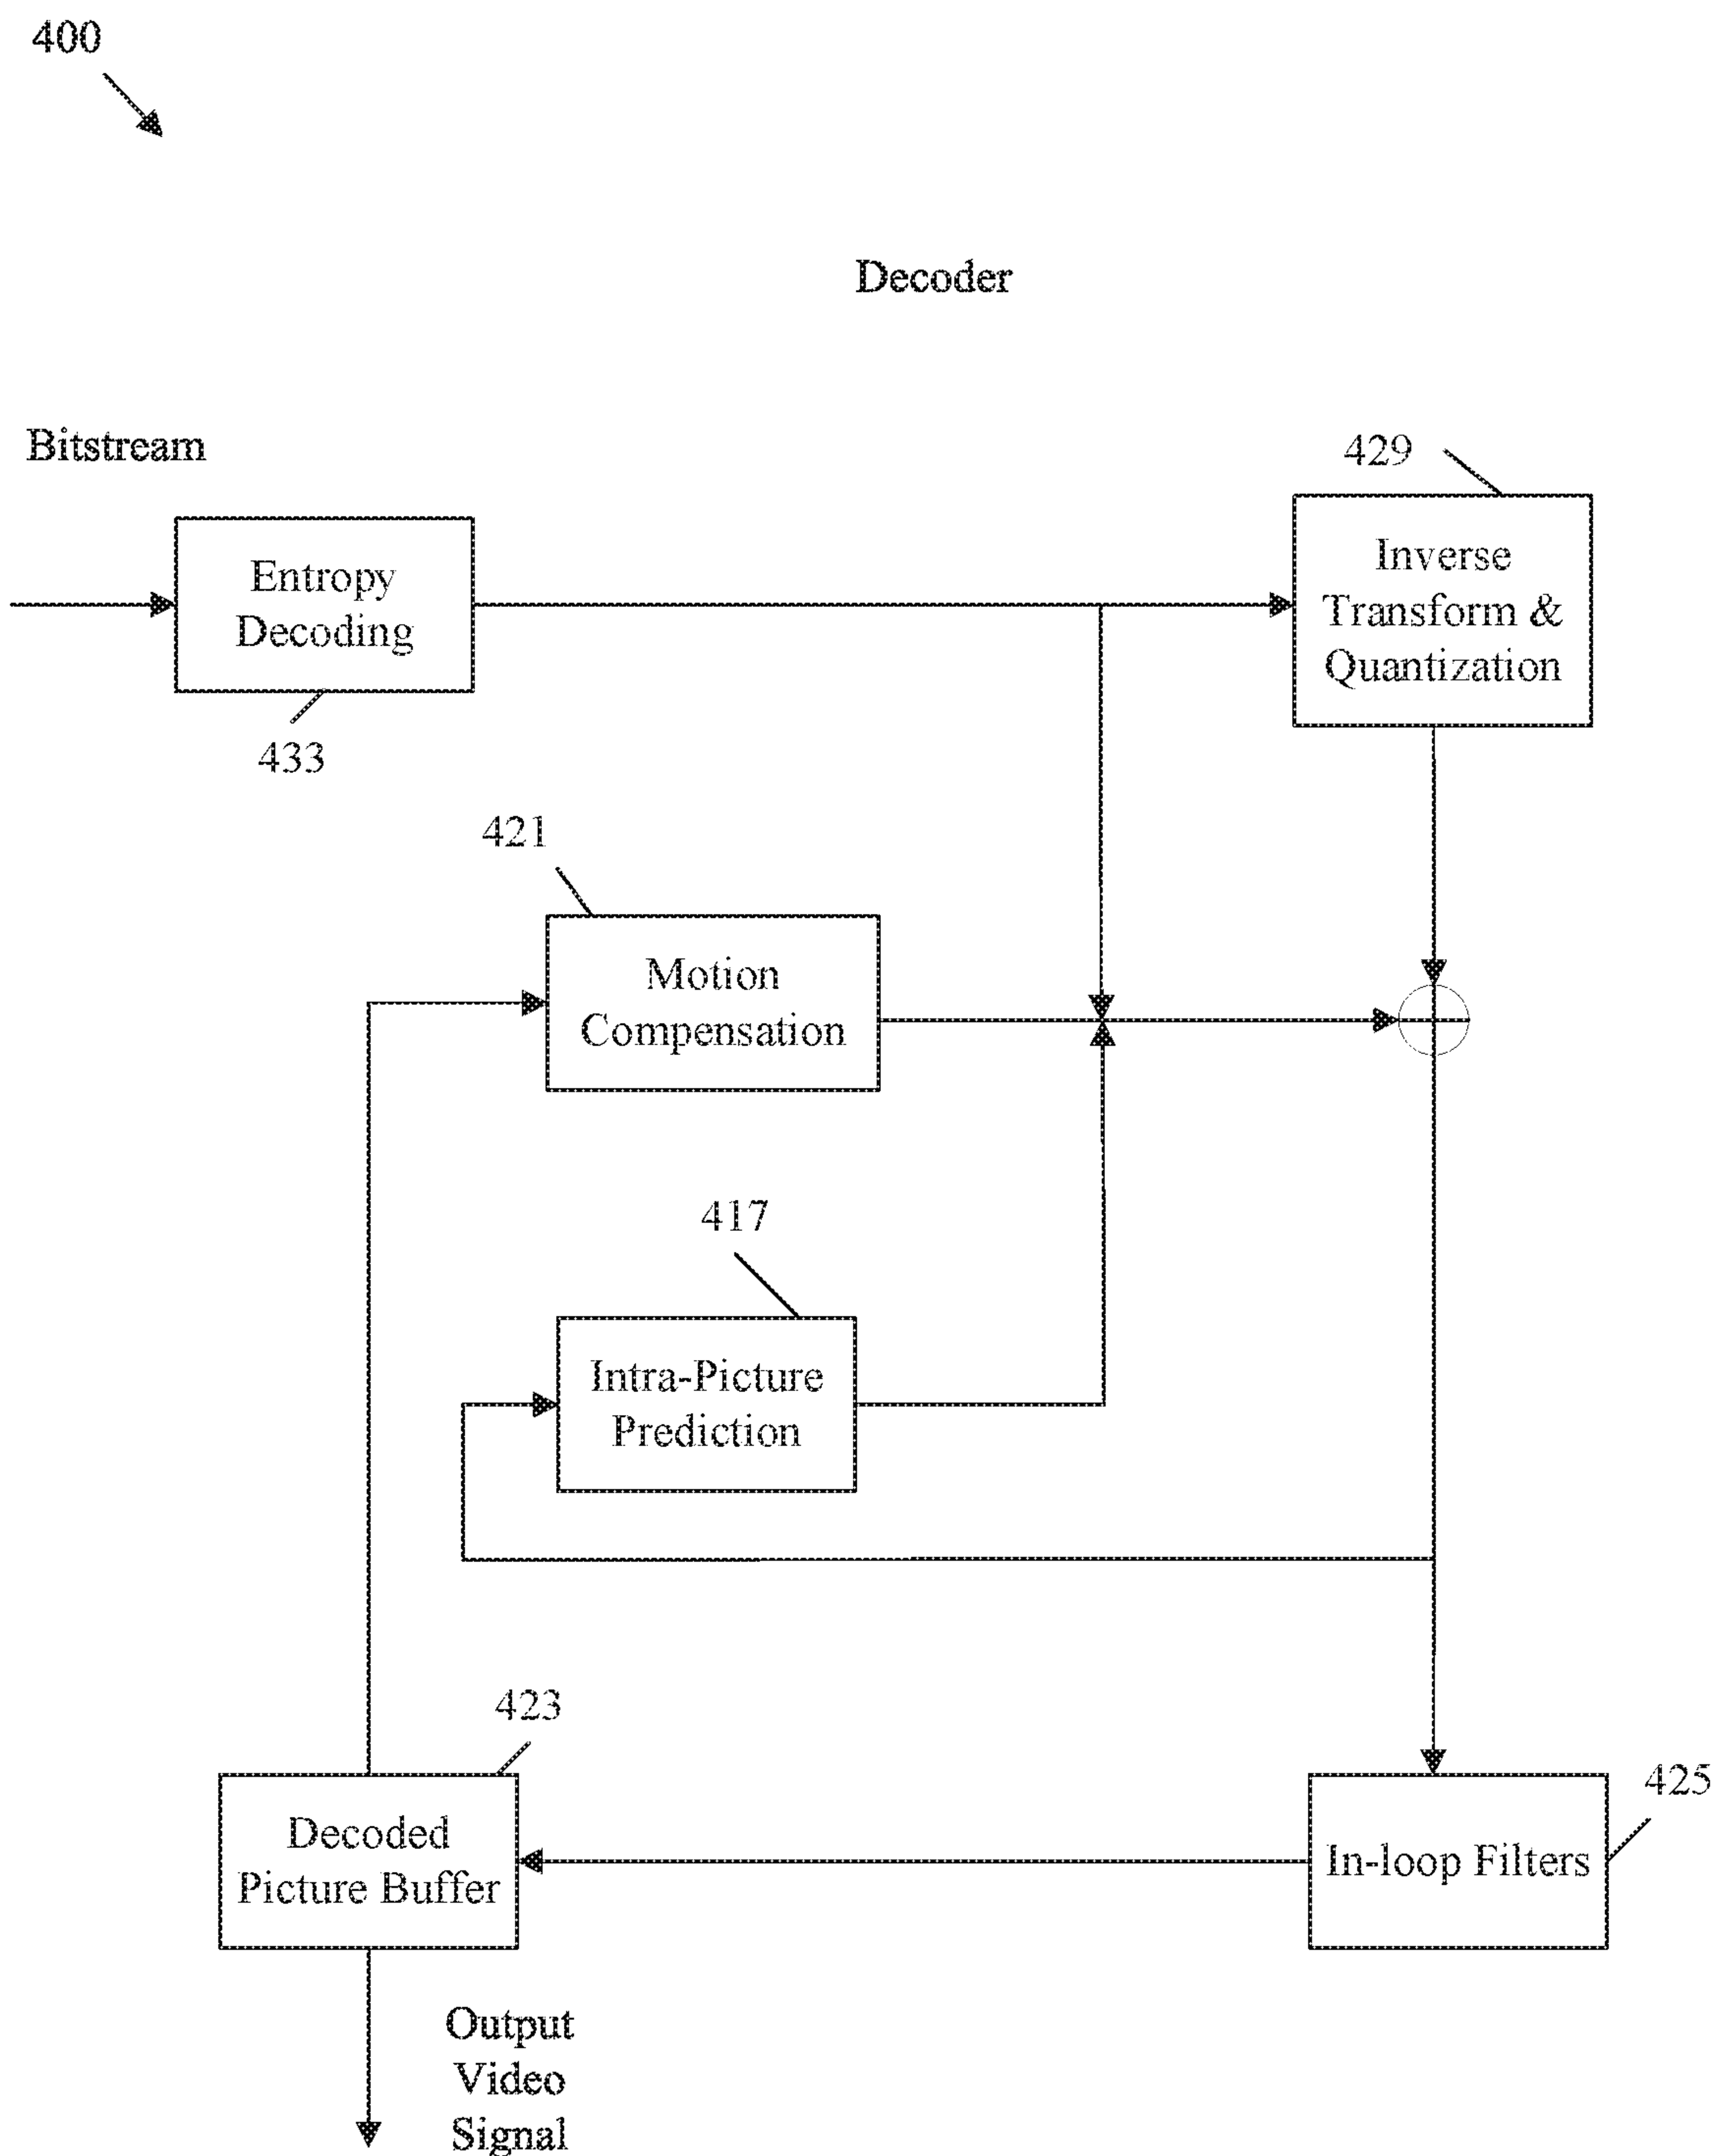 400
Decoder
Bitstream
429
Entropy
Decoding
Inverse
Transform &
Quantization
433
421
Motion
Compensation
417
Intra-Picture
Prediction
423
425
Decoded
Picture Buffer
In-loop Filters
Output
Video
Signal